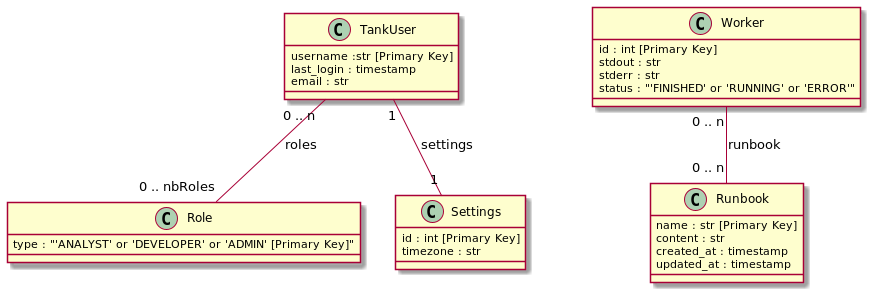 C TankUser
username :str [Primary Key]
last_login : timestamp
email : str
C Worker
id : int [Primary Key]
stdout : str
stderr : str
status : "'FINISHED' or 'RUNNING' or 'ERROR'"
0 .. n
1
0 .. n
roles
settings
runbook
0 .. nbRoles
1
0 .. n
C Role
type : "'ANALYST' or 'DEVELOPER' or 'ADMIN' [Primary Key]"
C Settings
id : int [Primary Key]
timezone : str
C Runbook
name : str [Primary Key]
content : str
created_at : timestamp
updated_at : timestamp